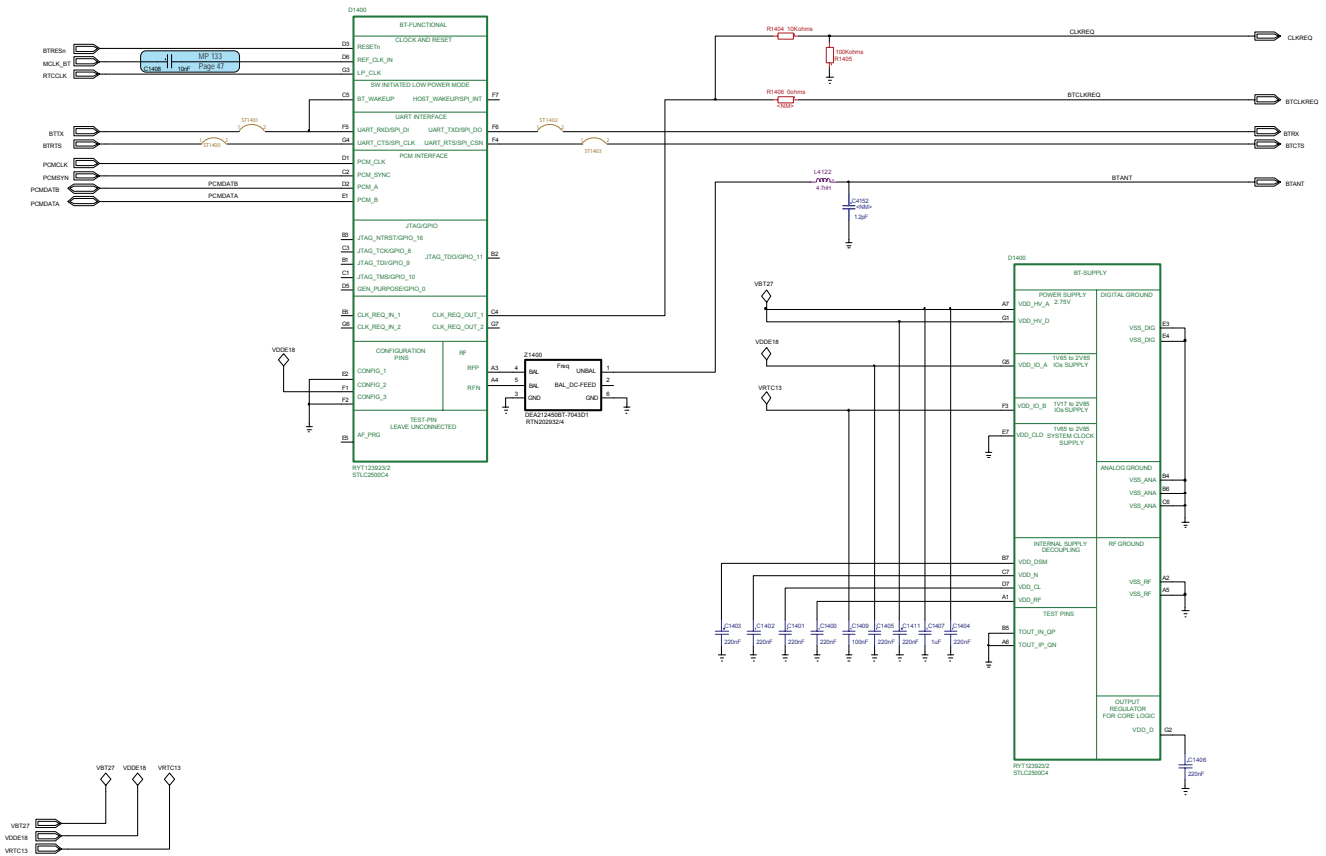 D1400
BT-FUNCTIONAL
CLOCK AND RESET
BTRESn
D3
RESETn
MCLK_BT
D6
REF_CLK_IN
RTCCLK
G3
LP_CLK
C1408
10nF
MP 133
Page 47
SW INITIATED LOW POWER MODE
C5
BT_WAKEUP
HOST_WAKEUP/SPI_INT
F7
UART INTERFACE
BTTX
1
ST1401
2
F5
UART_RXD/SPI_DI
UART_TXD/SPI_DO
F6
1
ST1402
2
BTRX
BTRTS
1
ST1400
2
G4
UART_CTS/SPI_CLK
UART_RTS/SPI_CSN
F4
1
ST1403
2
BTCTS
PCM INTERFACE
PCMCLK
D1
PCM_CLK
PCMSYN
C2
PCM_SYNC
PCMDATB
PCMDATB
D2
PCM_A
PCMDATA
PCMDATA
E1
PCM_B
JTAG/GPIO
B3
JTAG_NTRST/GPIO_16
C3
JTAG_TCK/GPIO_8
B1
JTAG_TDI/GPIO_9
JTAG_TDO/GPIO_11
B2
C1
JTAG_TMS/GPIO_10
D5
GEN_PURPOSE/GPIO_0
E6
CLK_REQ_IN_1
CLK_REQ_OUT_1
C4
G6
CLK_REQ_IN_2
CLK_REQ_OUT_2
G7
VDDE18
CONFIGURATION
PINS
RF
E2
CONFIG_1
RFP
A3
F1
CONFIG_2
RFN
A4
F2
CONFIG_3
TEST-PIN
LEAVE UNCONNECTED
E5
AF_PRG
RYT123923/2
STLC2500C4
Z1400
Freq
4
BAL
UNBAL
1
5
BAL
BAL_DC-FEED
2
3
GND
GND
6
DEA212450BT-7043D1
RTN202932/4
R1404 10Kohms
CLKREQ
CLKREQ
100Kohms
R1405
R1406 0ohms
<NM>
BTCLKREQ
BTCLKREQ
L4122
4.7nH
BTANT
BTANT
C4152
<NM>
1.2pF
D1400
BT-SUPPLY
POWER SUPPLY
2.75V
DIGITAL GROUND
VBT27
A7
VDD_HV_A
G1
VDD_HV_D
VSS_DIG
E3
VSS_DIG
E4
VDDE18
1V65 to 2V85
IOs SUPPLY
G5
VDD_IO_A
VRTC13
1V17 to 2V85
IOs SUPPLY
F3
VDD_IO_B
1V65 to 2V85
SYSTEM CLOCK
SUPPLY
E7
VDD_CLD
ANALOG GROUND
VSS_ANA
B4
VSS_ANA
B6
VSS_ANA
C6
INTERNAL SUPPLY
DECOUPLING
RF GROUND
B7
VDD_DSM
C7
VDD_N
D7
VDD_CL
A1
VDD_RF
VSS_RF
A2
VSS_RF
A5
TEST PINS
B5
TOUT_IN_QP
A6
TOUT_IP_QN
C1403
220nF
C1402
220nF
C1401
220nF
C1400
220nF
C1409
100nF
C1405
220nF
C1411
220nF
C1407
1uF
C1404
220nF
OUTPUT
REGULATOR
FOR CORE LOGIC
VDD_D
G2
C1406
220nF
RYT123923/2
STLC2500C4
VBT27
VDDE18
VRTC13
VBT27
VDDE18
VRTC13